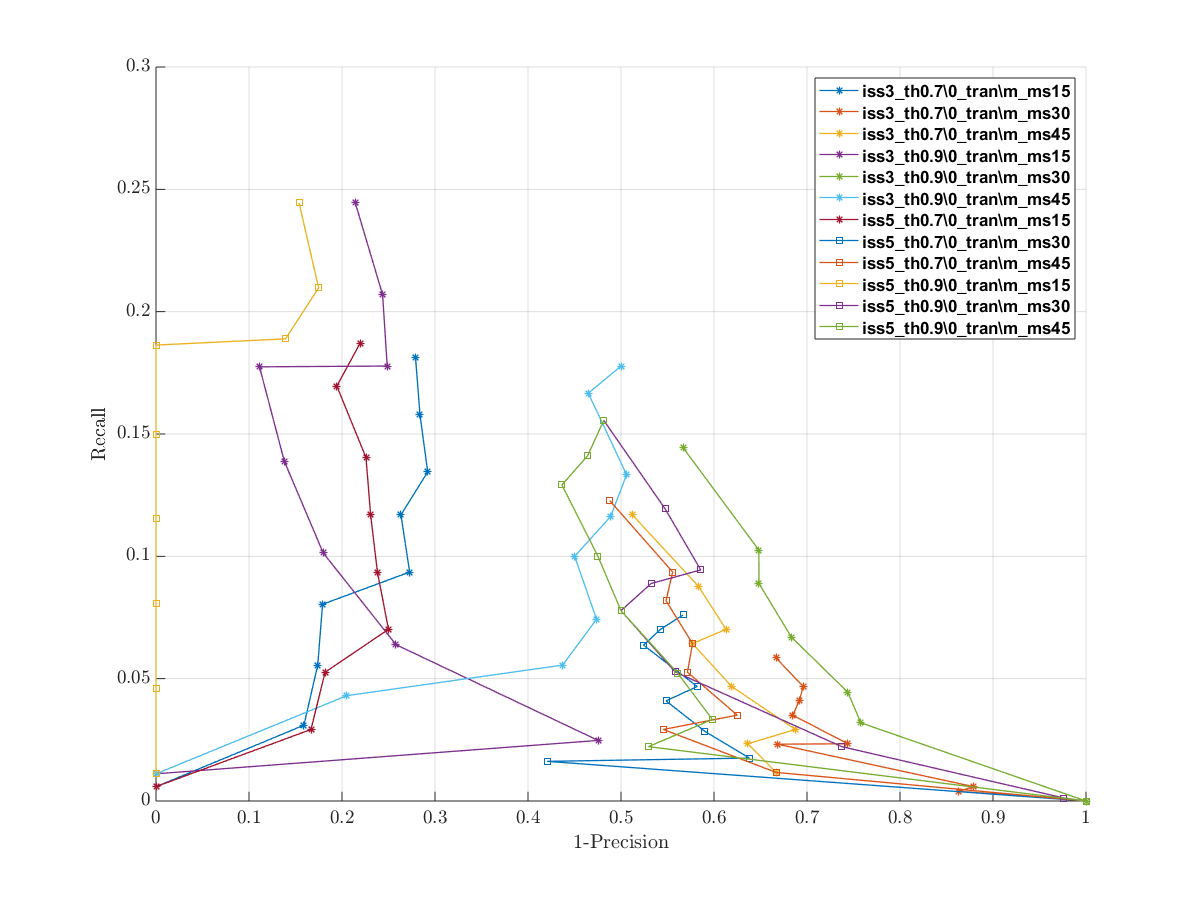 0.3
0.25
0.2
0.15
0.1
0.05
0
Recall
0 0.1 0.2 0.3 0.4 0.5 0.6 0.7 0.8 0.9 1
1-Precision
iss3_th0.7\0_tran\m_ms15
iss3_th0.7\0_tran\m_ms30
iss3_th0.7\0_tran\m_ms45
iss3_th0.9\0_tran\m_ms15
iss3_th0.9\0_tran\m_ms30
iss3_th0.9\0_tran\m_ms45
iss5_th0.7\0_tran\m_ms15
iss5_th0.7\0_tran\m_ms30
iss5_th0.7\0_tran\m_ms45
iss5_th0.9\0_tran\m_ms15
iss5_th0.9\0_tran\m_ms30
iss5_th0.9\0_tran\m_ms45